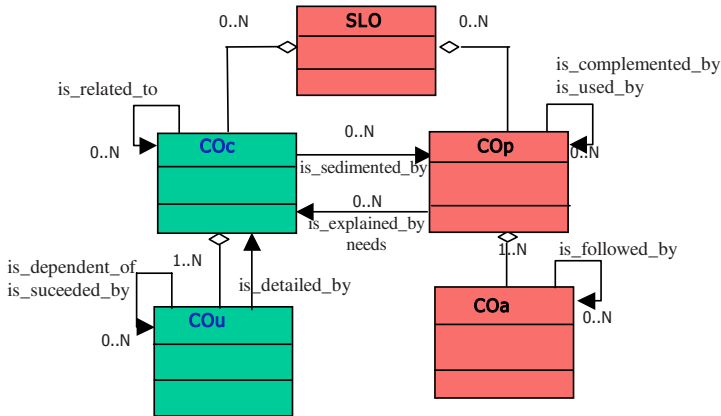 0..N
SLO
0..N
is_related_to
is_complemented_by
is_used_by
0..N
0..N
COc
COp
0..N
is_sedimented_by
0..N
is_explained_by
needs
is_dependent_of
is_suceeded_by
1..N
is_detailed_by
1..N
is_followed_by
0..N
COu
COa
0..N